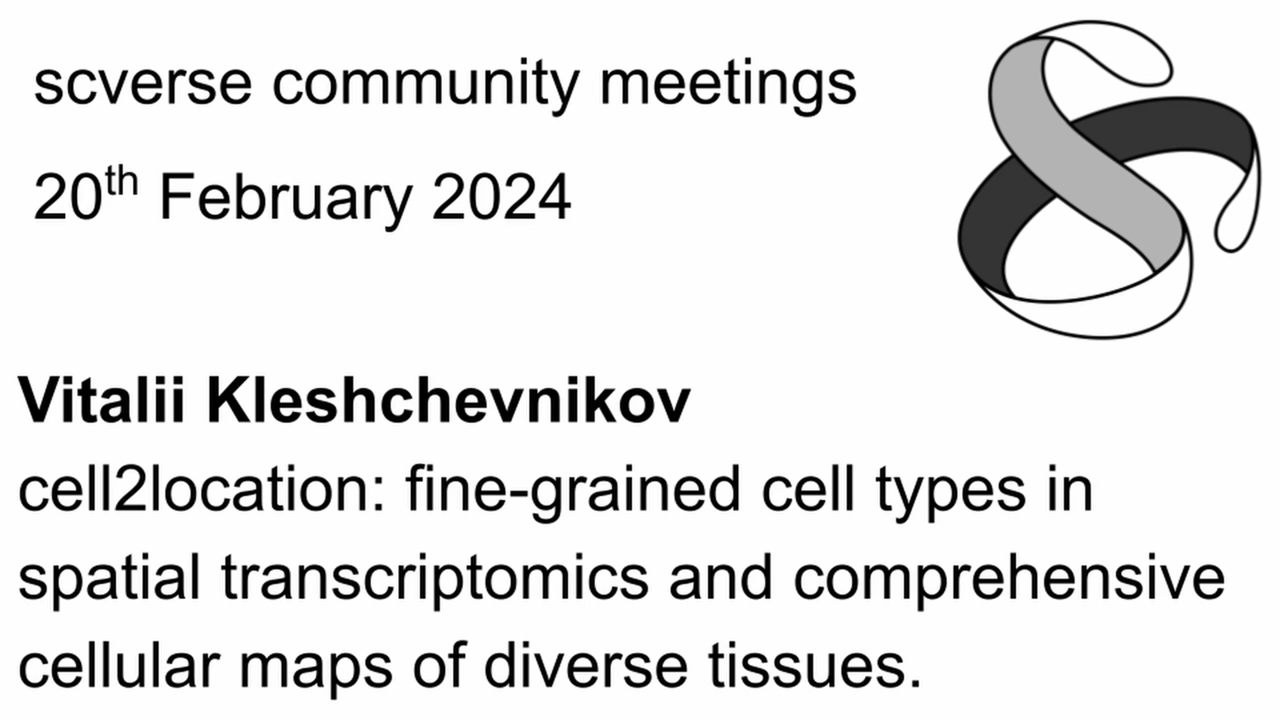 scverse community meetings
20th February 2024
Vitalii Kleshchevnikov
cell2location: fine-grained cell types in
spatial transcriptomics and comprehensive
cellular maps of diverse tissues.